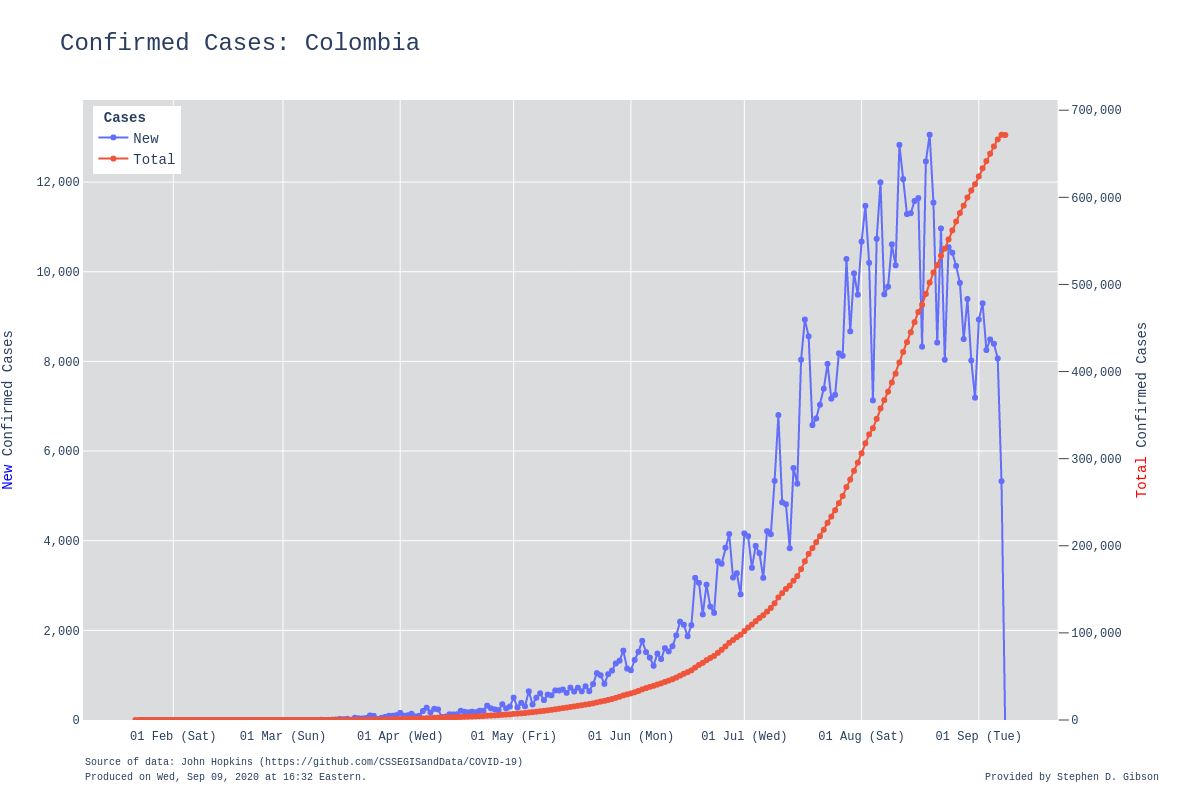 Confirmed Cases: Colombia
Cases
New
Total
700,000
12,000
600,000
10,000
500,000
8,000
400,000
6,000
300,000
4,000
200,000
2,000
100,000
0
0
New Confirmed Cases
Total Confirmed Cases
01 Feb (Sat)
01 Mar (Sun)
01 Apr (Wed)
01 May (Fri)
01 Jun (Mon)
01 Jul (Wed)
01 Aug (Sat)
01 Sep (Tue)
Source of data: John Hopkins (https://github.com/CSSEGISandData/COVID-19)
Produced on Wed, Sep 09, 2020 at 16:32 Eastern.
Provided by Stephen D. Gibson